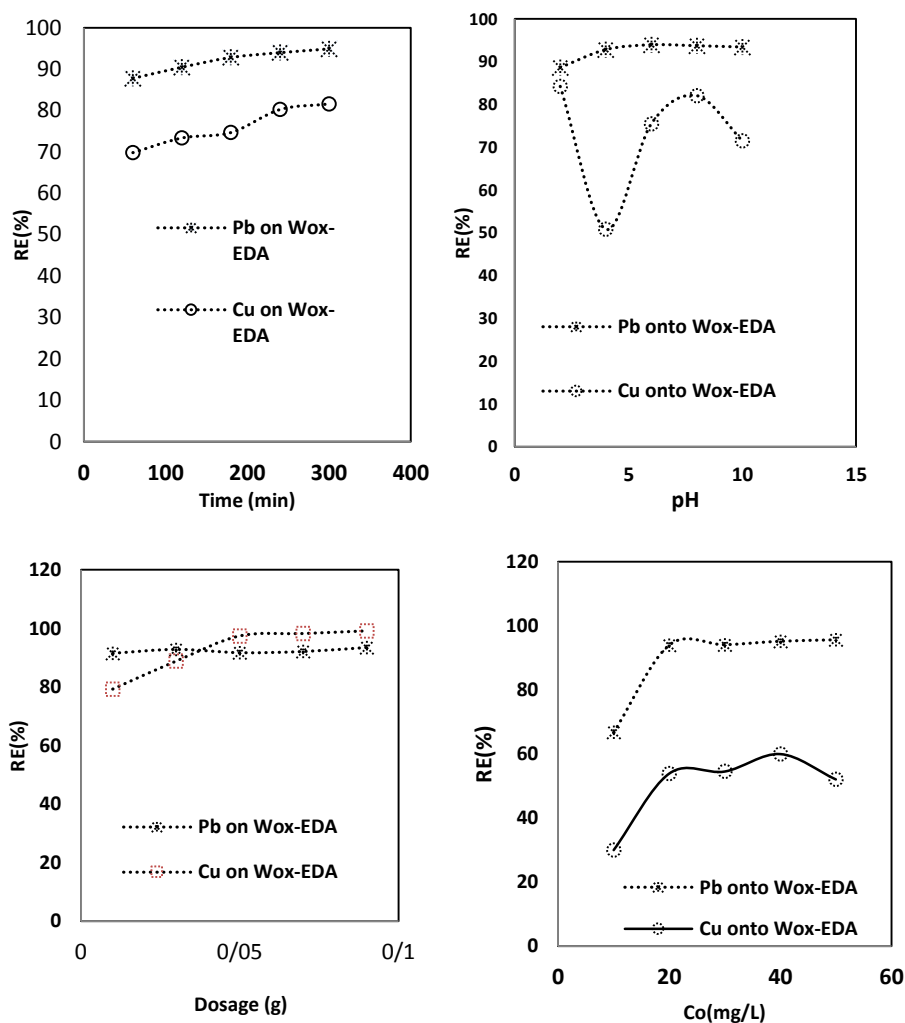 100
90
80
70
60
50
40
30
20
10
0
RE(%)
Pb on Wox-
EDA
Cu on Wox-
EDA
0 100 200 300 400
Time (min)
100
90
80
70
60
50
40
30
20
10
0
RE(%)
Pb onto Wox-EDA
Cu onto Wox-EDA
0 5 10 15
pH
120
100
80
60
40
20
0
RE(%)
Pb on Wox-EDA
Cu on Wox-EDA
0 0/05 0/1
Dosage (g)
120
100
80
60
40
20
0
RE(%)
Pb onto Wox-EDA
Cu onto Wox-EDA
0 20 40 60
Co(mg/L)